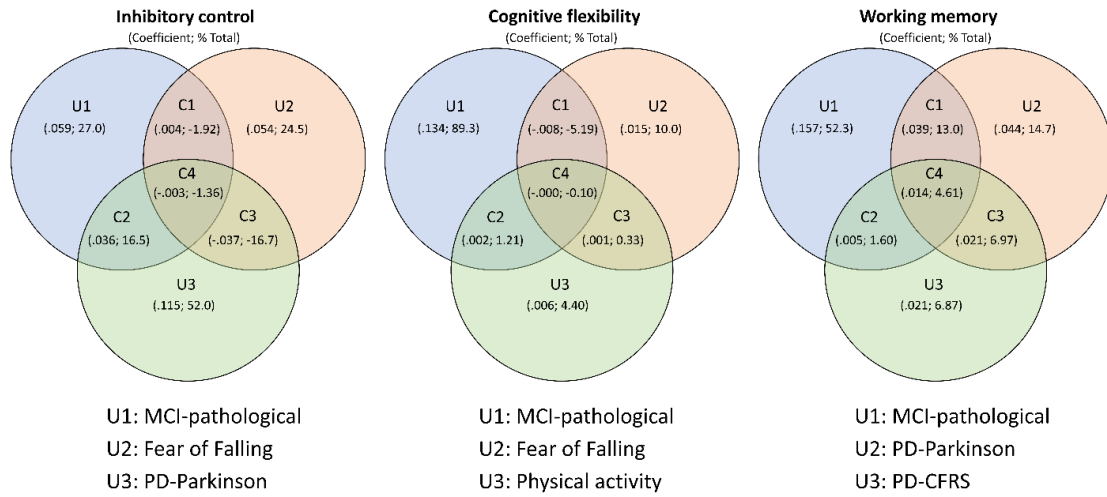 Inhibitory control
(Coefficient; % Total)
U1
(.059; 27.0)
C1
(.004; -1.92)
U2
(.054; 24.5)
C4
(-.003; -1.36)
C2
(.036; 16.5)
C3
(-.037; -16.7)
U3
(.115; 52.0)
U1: MCI-pathological
U2: Fear of Falling
U3: PD-Parkinson
Cognitive flexibility
(Coefficient; % Total)
U1
(.134; 89.3)
C1
(-.008; -5.19)
U2
(.015; 10.0)
C4
(-.000; -0.10)
C2
(.002; 1.21)
C3
(.001; 0.33)
U3
(.006; 4.40)
U1: MCI-pathological
U2: Fear of Falling
U3: Physical activity
Working memory
(Coefficient; % Total)
U1
(.157; 52.3)
C1
(.039; 13.0)
U2
(.044; 14.7)
C4
(.014; 4.61)
C2
(.005; 1.60)
C3
(.021; 6.97)
U3
(.021; 6.87)
U1: MCI-pathological
U2: PD-Parkinson
U3: PD-CFRS